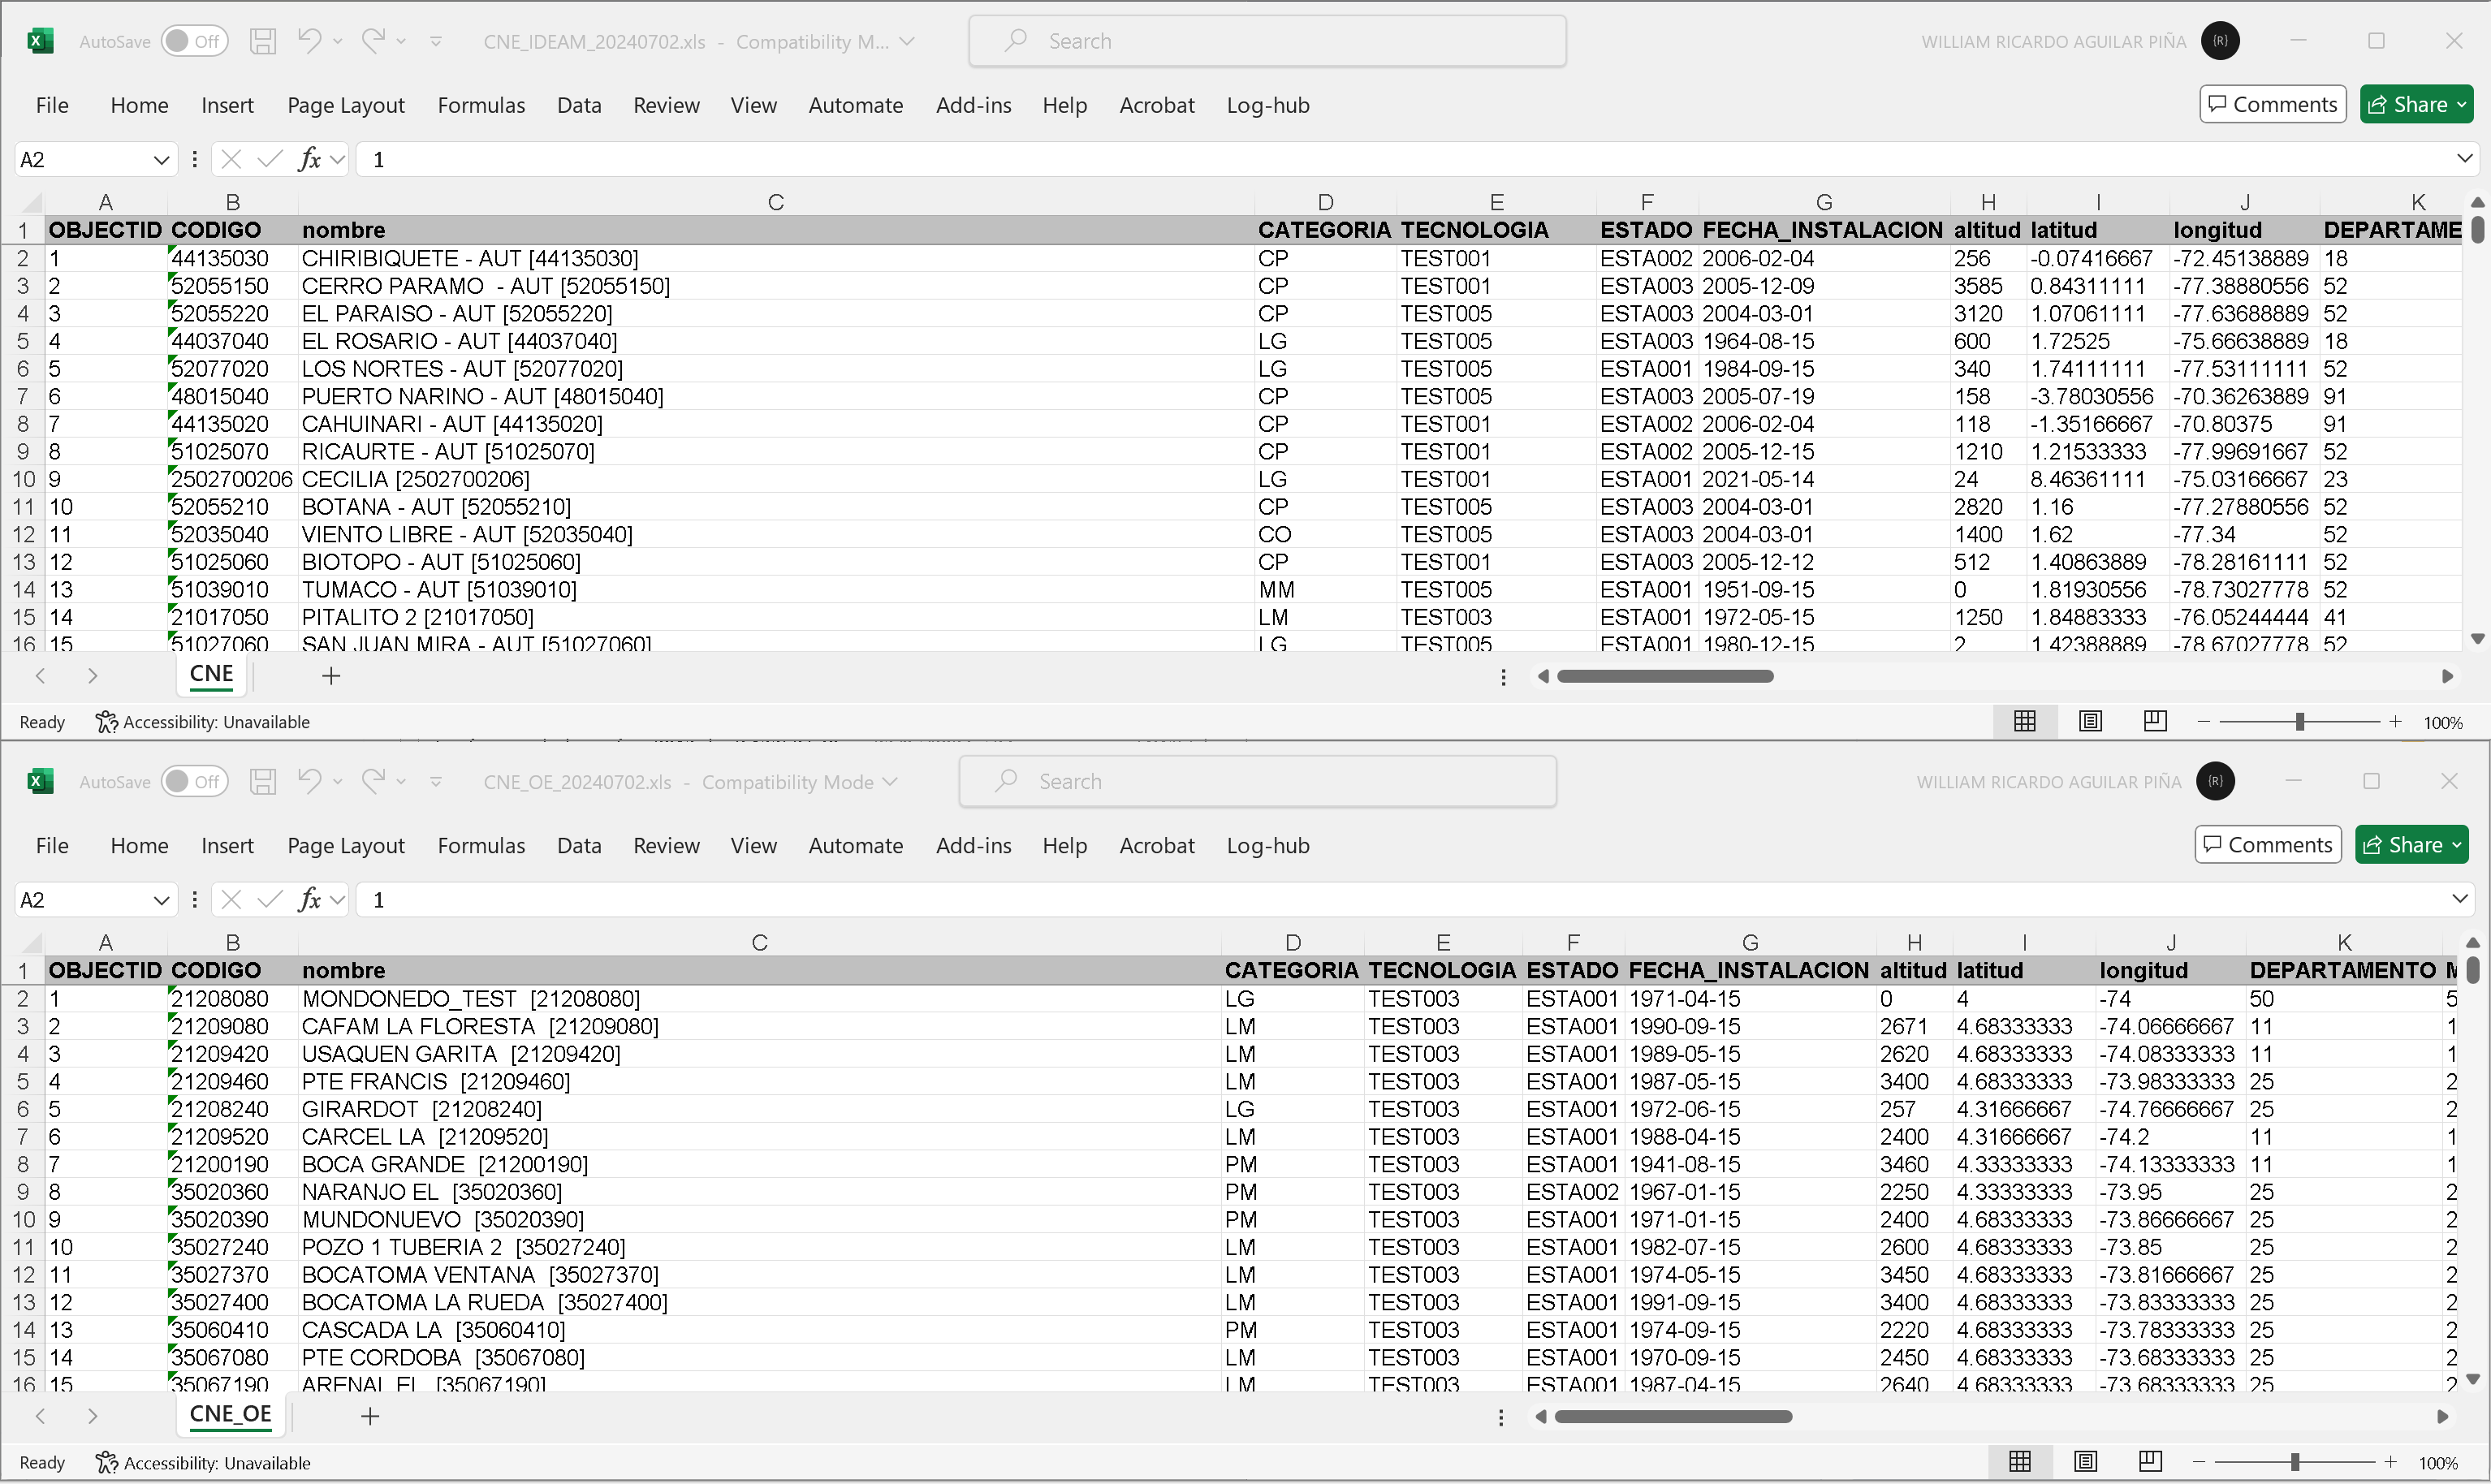 AutoSave Off CNE_IDEAM_20240702.xls - Compatibility M... Search WILLIAM RICARDO AGUILAR PIÑA {R}
File Home Insert Page Layout Formulas Data Review View Automate Add-ins Help Acrobat Log-hub Comments Share
A2 fx 1
A B C D E F G H I J K
1 OBJECTID CODIGO nombre CATEGORIA TECNOLOGIA ESTADO FECHA_INSTALACION altitud latitud longitud DEPARTAME
2 1 44135030 CHIRIBIQUETE - AUT [44135030] CP TEST001 ESTA002 2006-02-04 256 -0.07416667 -72.45138889 18
3 2 52055150 CERRO PARAMO  - AUT [52055150] CP TEST001 ESTA003 2005-12-09 3585 0.84311111 -77.38880556 52
4 3 52055220 EL PARAISO - AUT [52055220] CP TEST005 ESTA003 2004-03-01 3120 1.07061111 -77.63688889 52
5 4 44037040 EL ROSARIO - AUT [44037040] LG TEST005 ESTA003 1964-08-15 600 1.72525 -75.66638889 18
6 5 52077020 LOS NORTES - AUT [52077020] LG TEST005 ESTA001 1984-09-15 340 1.74111111 -77.53111111 52
7 6 48015040 PUERTO NARINO - AUT [48015040] CP TEST005 ESTA003 2005-07-19 158 -3.78030556 -70.36263889 91
8 7 44135020 CAHUINARI - AUT [44135020] CP TEST001 ESTA002 2006-02-04 118 -1.35166667 -70.80375 91
9 8 51025070 RICAURTE - AUT [51025070] CP TEST001 ESTA002 2005-12-15 1210 1.21533333 -77.99691667 52
10 9 2502700206 CECILIA [2502700206] LG TEST001 ESTA001 2021-05-14 24 8.46361111 -75.03166667 23
11 10 52055210 BOTANA - AUT [52055210] CP TEST005 ESTA003 2004-03-01 2820 1.16 -77.27880556 52
12 11 52035040 VIENTO LIBRE - AUT [52035040] CO TEST005 ESTA003 2004-03-01 1400 1.62 -77.34 52
13 12 51025060 BIOTOPO - AUT [51025060] CP TEST001 ESTA003 2005-12-12 512 1.40863889 -78.28161111 52
14 13 51039010 TUMACO - AUT [51039010] MM TEST005 ESTA001 1951-09-15 0 1.81930556 -78.73027778 52
15 14 21017050 PITALITO 2 [21017050] LM TEST003 ESTA001 1972-05-15 1250 1.84883333 -76.05244444 41
16 15 51027060 SAN JUAN MIRA - AUT [51027060] LG TEST005 ESTA001 1980-12-15 2 1.42388889 -78.67027778 52
CNE
Ready Accessibility: Unavailable 100%
AutoSave Off CNE_OE_20240702.xls - Compatibility Mode Search WILLIAM RICARDO AGUILAR PIÑA {R}
File Home Insert Page Layout Formulas Data Review View Automate Add-ins Help Acrobat Log-hub Comments Share
A2 fx 1
A B C D E F G H I J K
1 OBJECTID CODIGO nombre CATEGORIA TECNOLOGIA ESTADO FECHA_INSTALACION altitud latitud longitud DEPARTAMENTO M
2 1 21208080 MONDONEDO_TEST  [21208080] LG TEST003 ESTA001 1971-04-15 0 4 -74 50 5
3 2 21209080 CAFAM LA FLORESTA  [21209080] LM TEST003 ESTA001 1990-09-15 2671 4.68333333 -74.06666667 11 1
4 3 21209420 USAQUEN GARITA  [21209420] LM TEST003 ESTA001 1989-05-15 2620 4.68333333 -74.08333333 11 1
5 4 21209460 PTE FRANCIS  [21209460] LM TEST003 ESTA001 1987-05-15 3400 4.68333333 -73.98333333 25 2
6 5 21208240 GIRARDOT  [21208240] LG TEST003 ESTA001 1972-06-15 257 4.31666667 -74.76666667 25 2
7 6 21209520 CARCEL LA  [21209520] LM TEST003 ESTA001 1988-04-15 2400 4.31666667 -74.2 11 1
8 7 21200190 BOCA GRANDE  [21200190] PM TEST003 ESTA001 1941-08-15 3460 4.33333333 -74.13333333 11 1
9 8 35020360 NARANJO EL  [35020360] PM TEST003 ESTA002 1967-01-15 2250 4.33333333 -73.95 25 2
10 9 35020390 MUNDONUEVO  [35020390] PM TEST003 ESTA001 1971-01-15 2400 4.68333333 -73.86666667 25 2
11 10 35027240 POZO 1 TUBERIA 2  [35027240] LM TEST003 ESTA001 1982-07-15 2600 4.68333333 -73.85 25 2
12 11 35027370 BOCATOMA VENTANA  [35027370] LM TEST003 ESTA001 1974-05-15 3450 4.68333333 -73.81666667 25 2
13 12 35027400 BOCATOMA LA RUEDA  [35027400] LM TEST003 ESTA001 1991-09-15 3400 4.68333333 -73.83333333 25 2
14 13 35060410 CASCADA LA  [35060410] PM TEST003 ESTA001 1974-09-15 2220 4.68333333 -73.78333333 25 2
15 14 35067080 PTE CORDOBA  [35067080] LM TEST003 ESTA001 1970-09-15 2450 4.68333333 -73.68333333 25 2
16 15 35067190 ARENAL EL  [35067190] LM TEST003 ESTA001 1987-04-15 2640 4.68333333 -73.68333333 25 2
CNE_OE
Ready Accessibility: Unavailable 100%